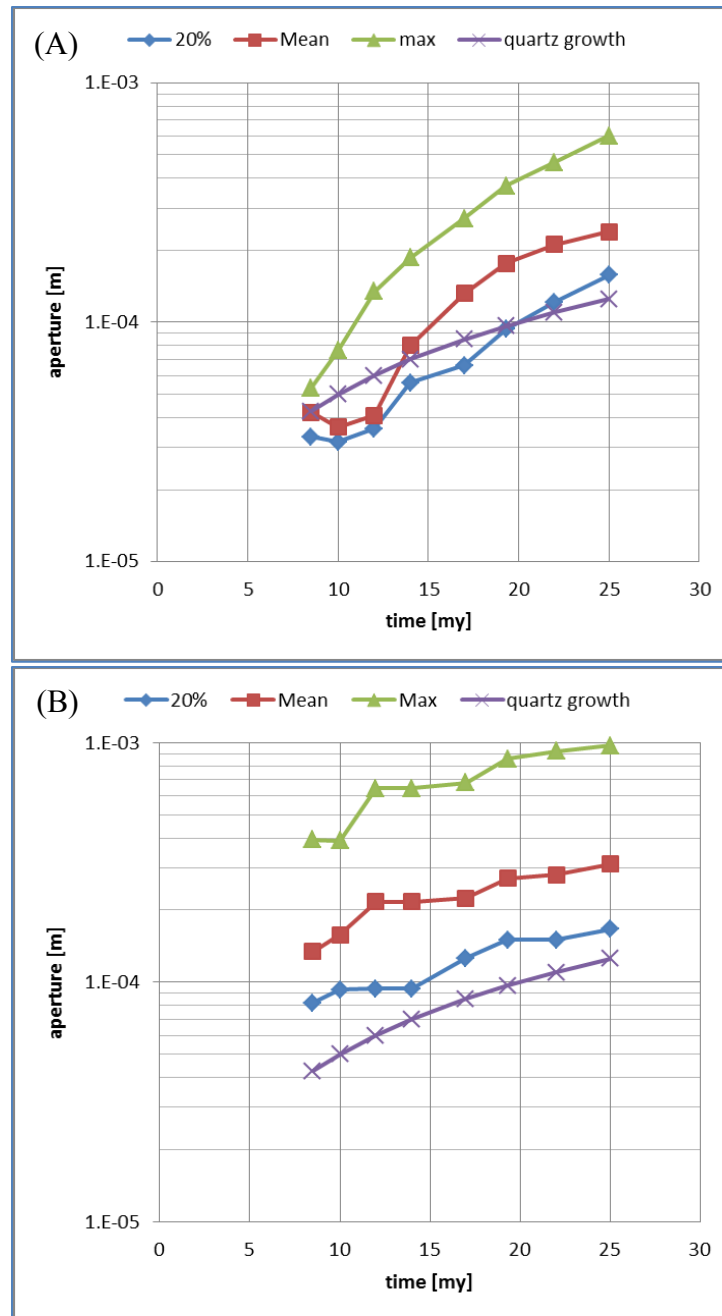 (A) 20% Mean max quartz growth
1.E-03
1.E-04
1.E-05
aperture [m]
0 5 10 15 20 25 30
time [my]
(B) 20% Mean Max quartz growth
1.E-03
1.E-04
1.E-05
aperture [m]
0 5 10 15 20 25 30
time [my]